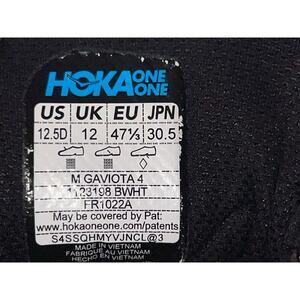 HOKA ONE ONE
US UK EU JPN
12.5D 12 47⅓ 30.5
M GAVIOTA 4
1123198 BWHT
FR1022A
May be covered by Pat:
www.hokaoneone.com/patents
S4SSQHMYVJNCL@3
MADE IN VIETNAM
FABRIQUÉ AU VIETNAM
HECHO EN VIETNAM